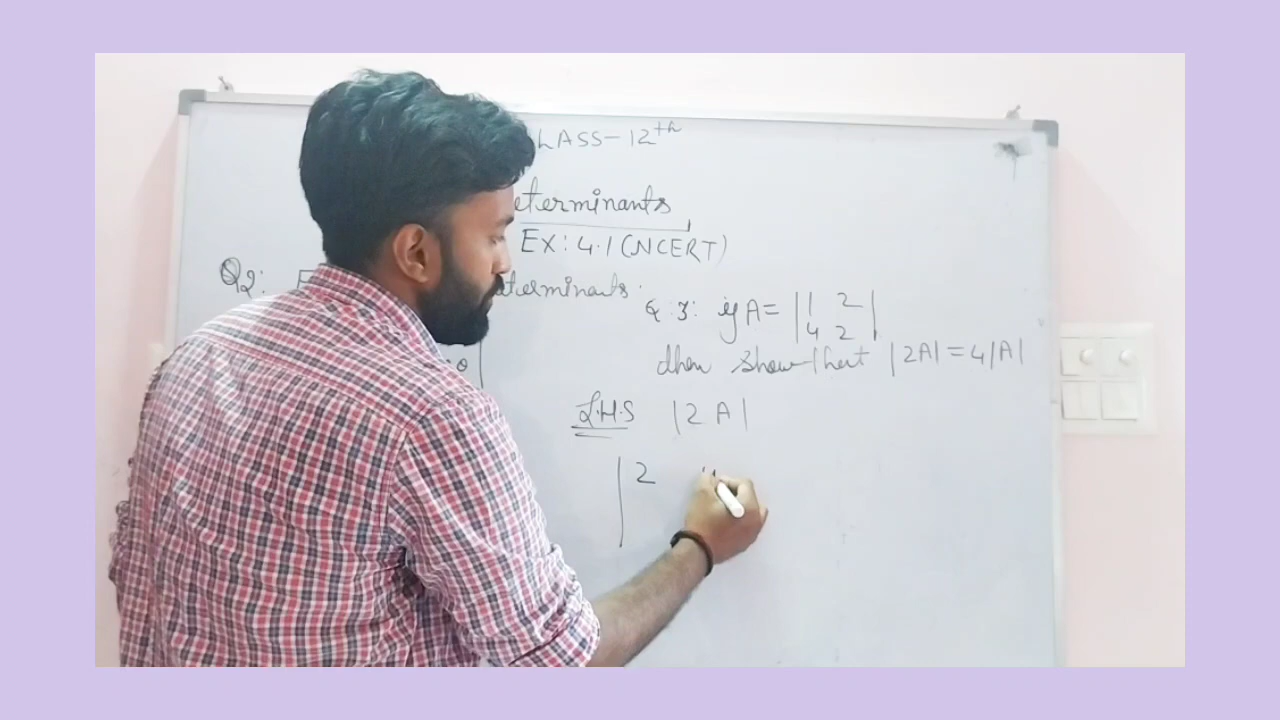 LASS-12th
eterminants
EX: 4.1 (NCERT)
Q2:
eterminants.
Q.3: if A = | 1 2 |
4 2
then show that |2A| = 4|A|
L.H.S |2A|
| 2